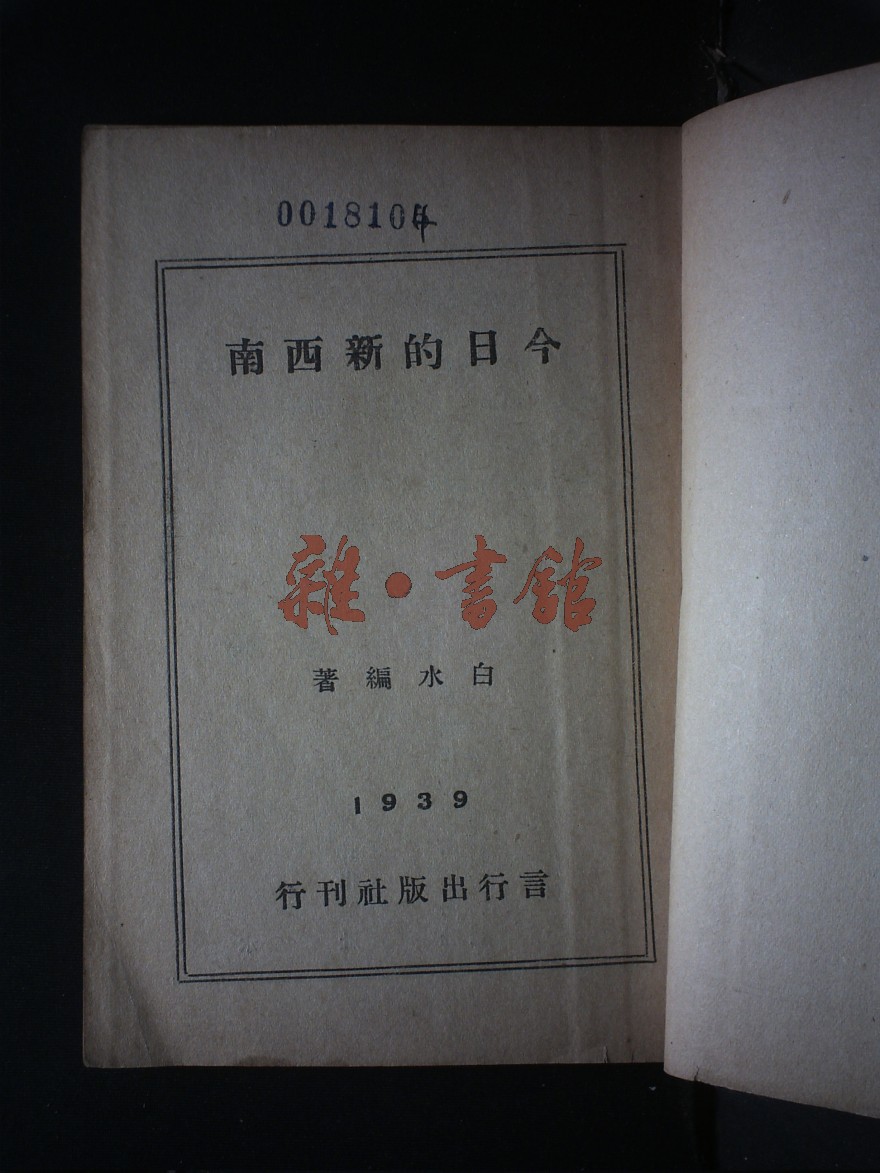 001810
今日的新西南
雜·書館
白水編著
1939
言行出版社刊行